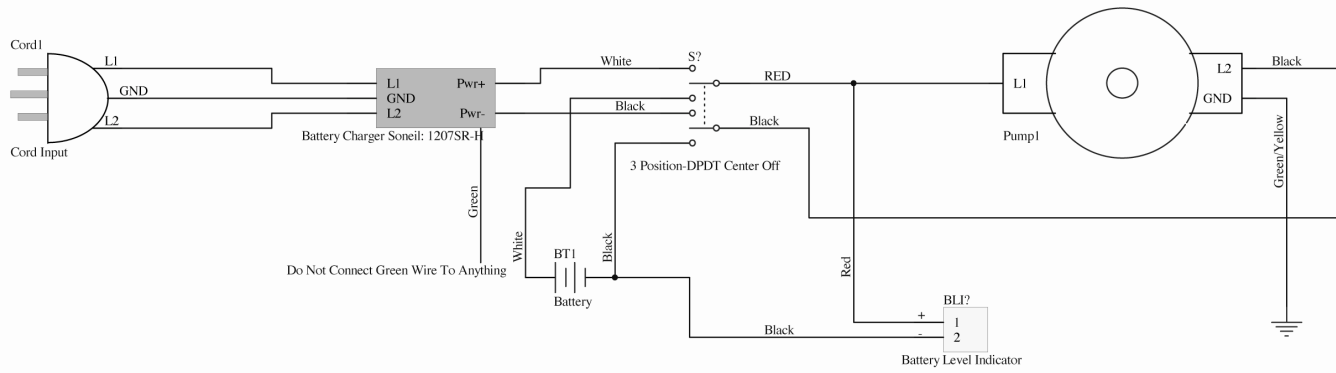 Cord1
L1
GND
L2
Cord Input
L1
GND
L2
Pwr+
Pwr-
Battery Charger Soneil: 1207SR-H
Green
Do Not Connect Green Wire To Anything
White
Black
S?
RED
Black
3 Position-DPDT Center Off
White
Black
BT1
Battery
Black
Red
BLI?
+
1
-
2
Battery Level Indicator
L1
Pump1
L2
GND
Black
Green/Yellow